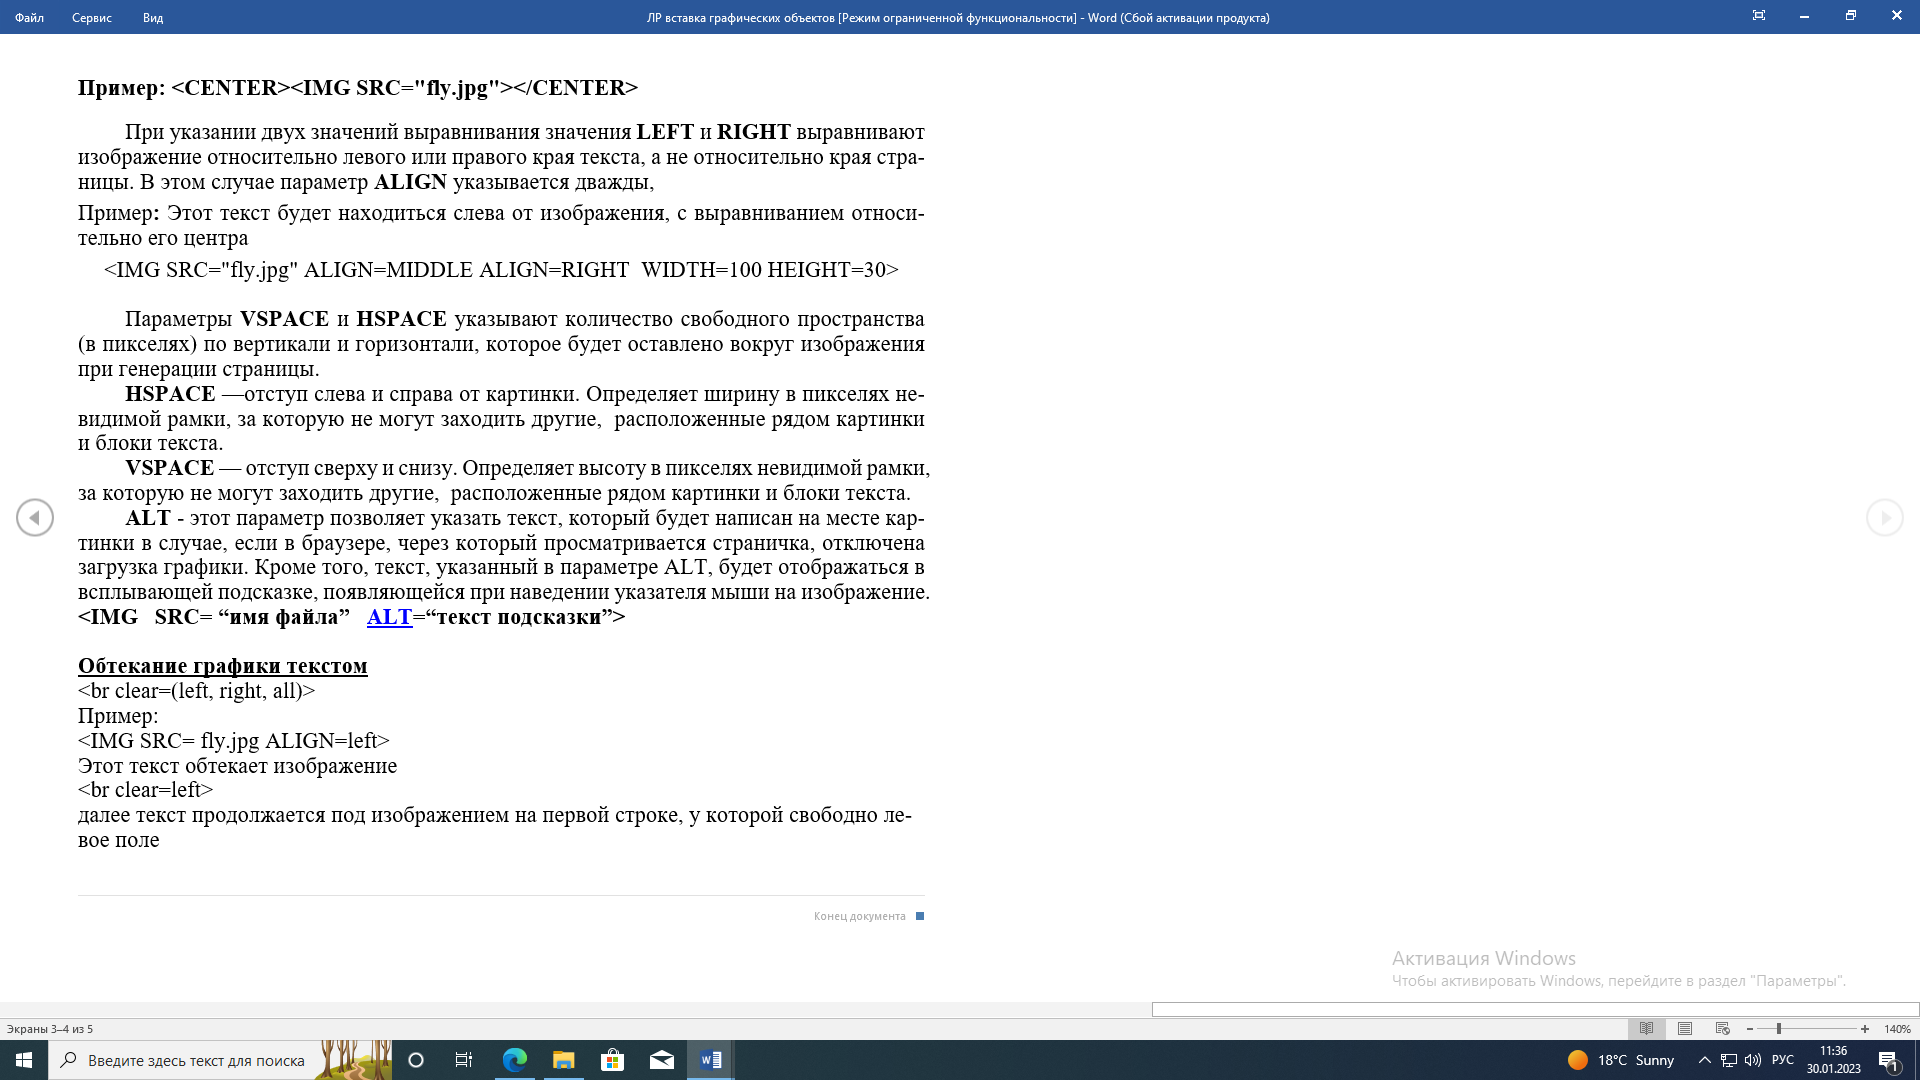 Файл Сервис Вид ЛР вставка графических объектов [Режим ограниченной функциональности] - Word (Сбой активации продукта)
Пример: <CENTER><IMG SRC="fly.jpg"></CENTER>
При указании двух значений выравнивания значения LEFT и RIGHT выравнивают
изображение относительно левого или правого края текста, а не относительно края стра-
ницы. В этом случае параметр ALIGN указывается дважды,
Пример: Этот текст будет находиться слева от изображения, с выравниванием относи-
тельно его центра
<IMG SRC="fly.jpg" ALIGN=MIDDLE ALIGN=RIGHT WIDTH=100 HEIGHT=30>
Параметры VSPACE и HSPACE указывают количество свободного пространства
(в пикселях) по вертикали и горизонтали, которое будет оставлено вокруг изображения
при генерации страницы.
HSPACE —отступ слева и справа от картинки. Определяет ширину в пикселях не-
видимой рамки, за которую не могут заходить другие, расположенные рядом картинки
и блоки текста.
VSPACE — отступ сверху и снизу. Определяет высоту в пикселях невидимой рамки,
за которую не могут заходить другие, расположенные рядом картинки и блоки текста.
ALT - этот параметр позволяет указать текст, который будет написан на месте кар-
тинки в случае, если в браузере, через который просматривается страничка, отключена
загрузка графики. Кроме того, текст, указанный в параметре ALT, будет отображаться в
всплывающей подсказке, появляющейся при наведении указателя мыши на изображение.
<IMG SRC= “имя файла” ALT=“текст подсказки”>
Обтекание графики текстом
<br clear=(left, right, all)>
Пример:
<IMG SRC= fly.jpg ALIGN=left>
Этот текст обтекает изображение
<br clear=left>
далее текст продолжается под изображением на первой строке, у которой свободно ле-
вое поле
Конец документа
Активация Windows
Чтобы активировать Windows, перейдите в раздел "Параметры".
Экраны 3–4 из 5 140%
Введите здесь текст для поиска 18°C Sunny РУС 11:36
30.01.2023 1